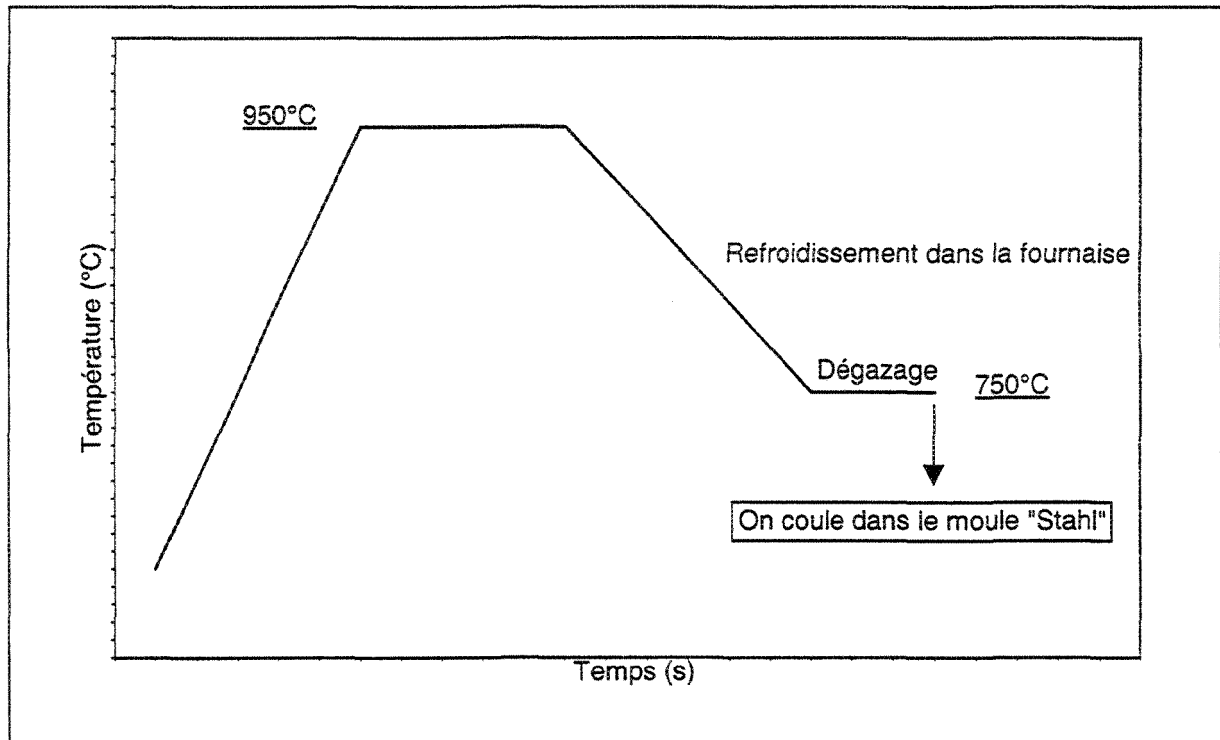 950°C
Température (°C)
Refroidissement dans la fournaise
Dégazage
750°C
On coule dans le moule "Stahl"
Temps (s)